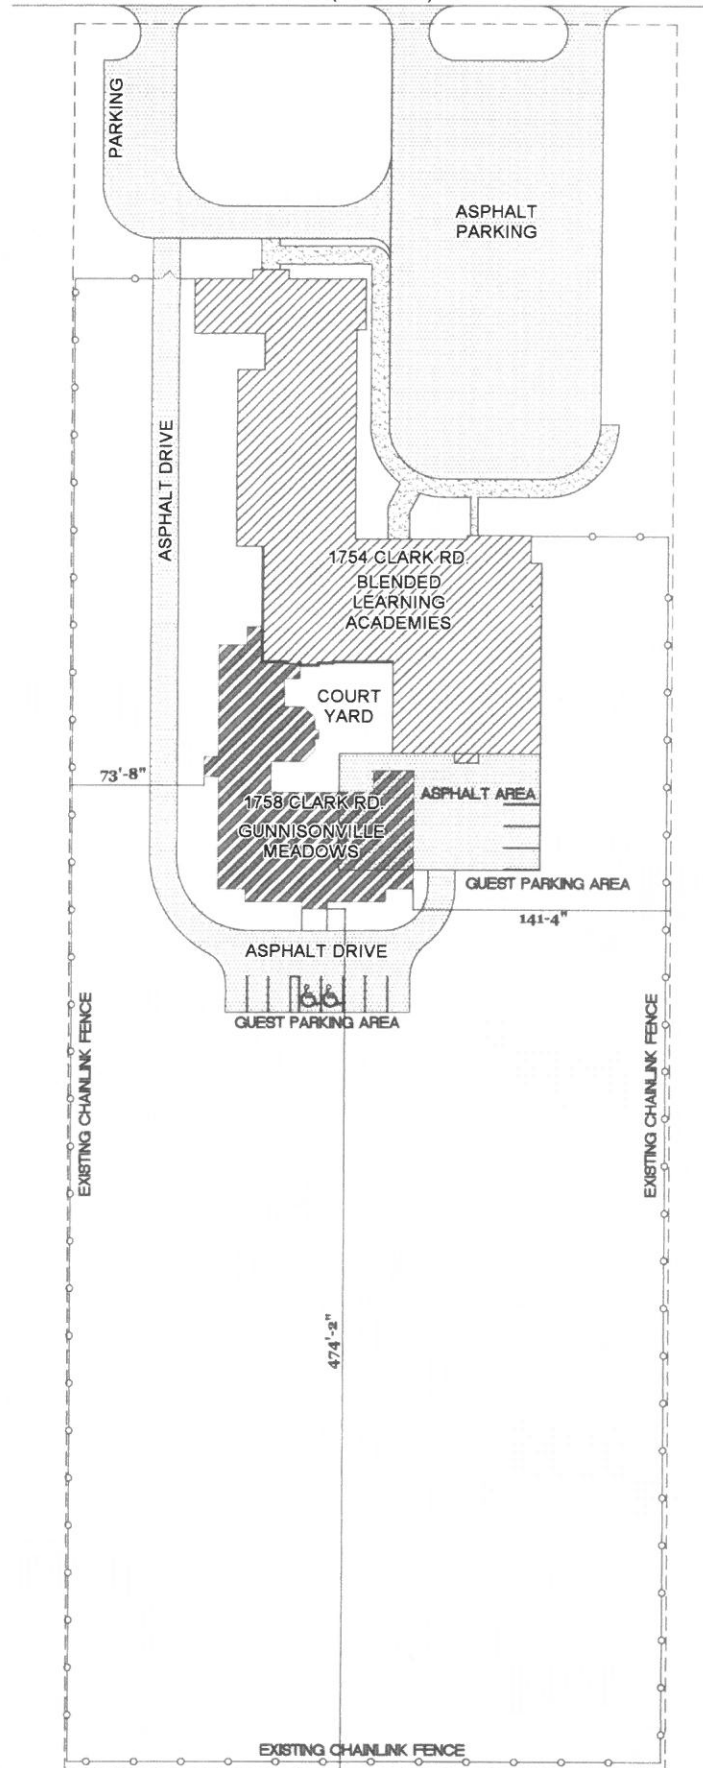 PARKING
ASPHALT
PARKING
ASPHALT DRIVE
1754 CLARK RD.
BLENDED
LEARNING
ACADEMIES
COURT
YARD
73'-8"
ASPHALT AREA
1758 CLARK RD.
GUNNISONVILLE
MEADOWS
GUEST PARKING AREA
141-4"
ASPHALT DRIVE
GUEST PARKING AREA
EXISTING CHAINLINK FENCE
EXISTING CHAINLINK FENCE
474'-2"
EXISTING CHAINLINK FENCE